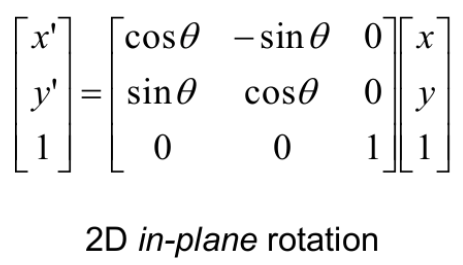 [x'] = [cosθ −sinθ 0] [x]
[y'] = [sinθ cosθ 0] [y]
[1] = [0 0 1] [1]
2D in-plane rotation